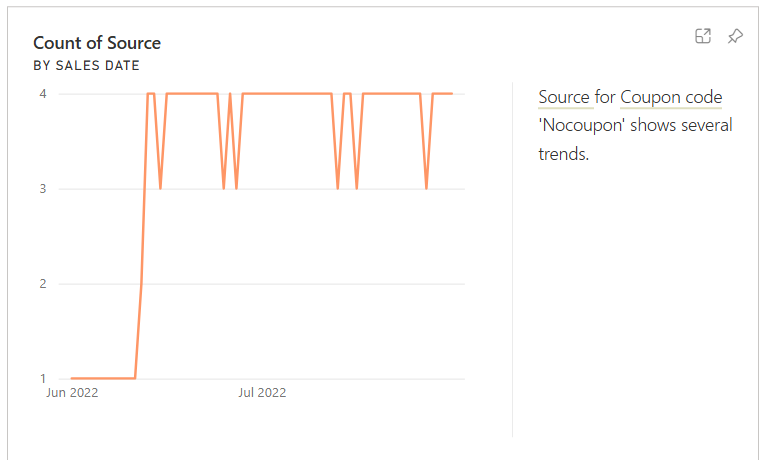 Count of Source
BY SALES DATE
4
3
2
1
Jun 2022
Jul 2022
Source for Coupon code
'Nocoupon' shows several
trends.